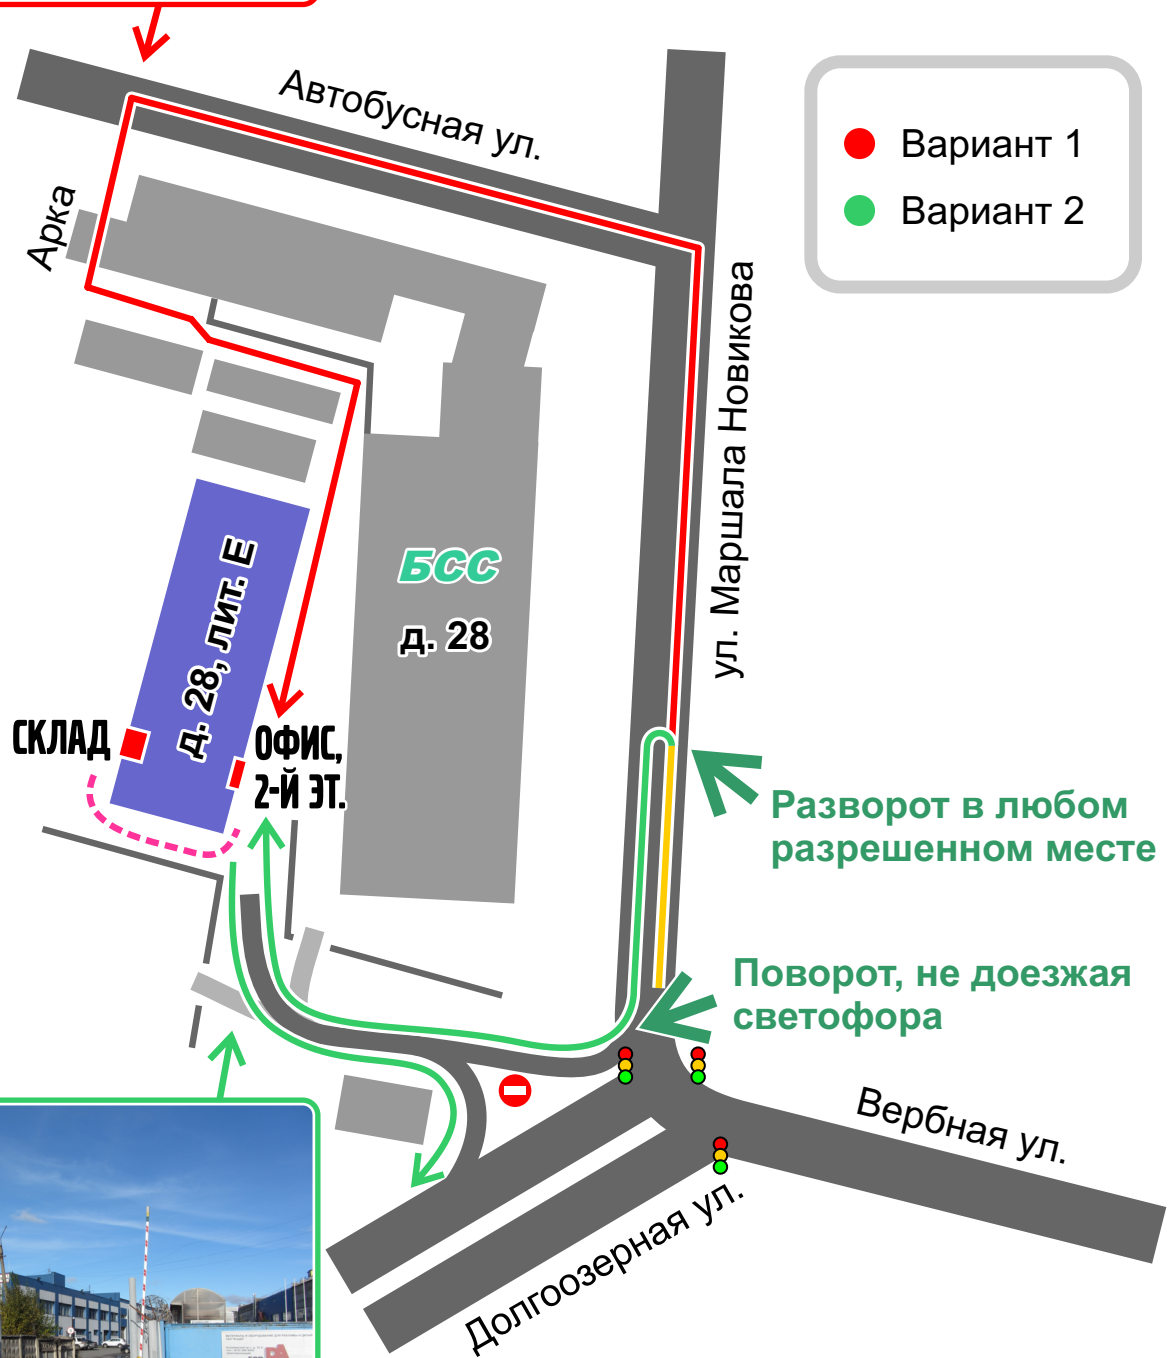 Автобусная ул.
Вариант 1
Вариант 2
Арка
ул. Маршала Новикова
БСС
д. 28
д. 28, лит. Е
СКЛАД
ОФИС,
2-Й ЭТ.
Разворот в любом
разрешенном месте
Поворот, не доезжая
светофора
Вербная ул.
Долгоозерная ул.